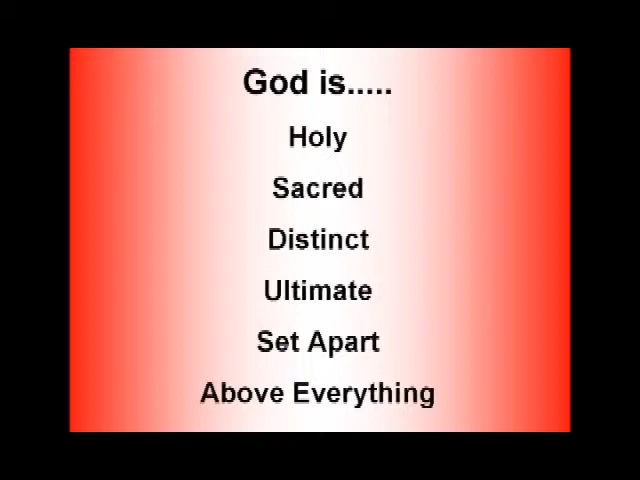 God is.....
Holy
Sacred
Distinct
Ultimate
Set Apart
Above Everything